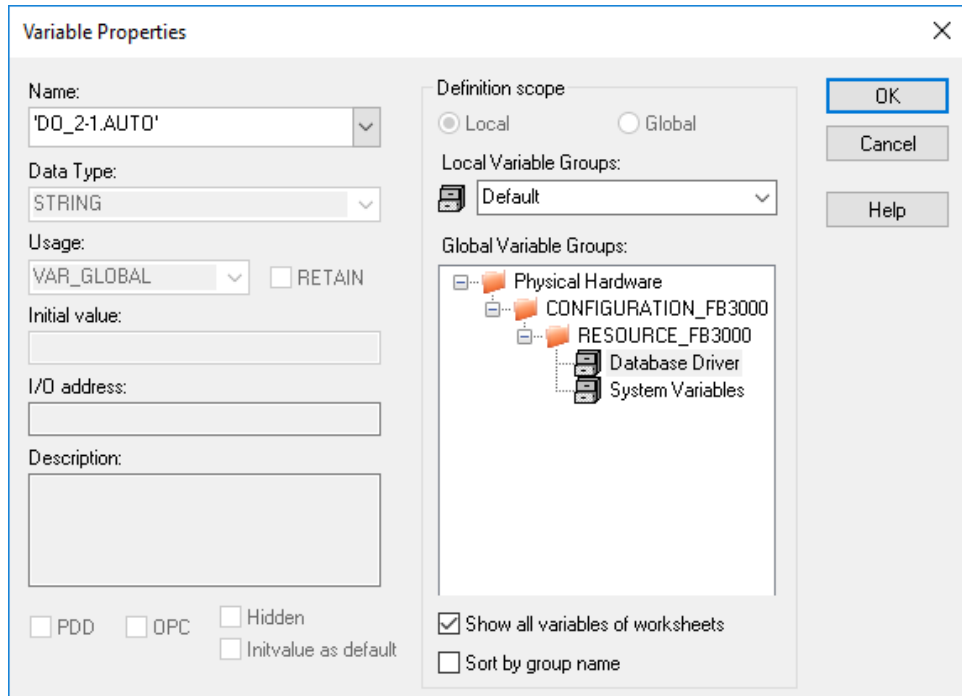 Variable Properties
Name:
'DO_2-1.AUTO'
Data Type:
STRING
Usage:
VAR_GLOBAL
RETAIN
Initial value:
I/O address:
Description:
PDD
OPC
Hidden
Initvalue as default
Definition scope
Local
Global
Local Variable Groups:
Default
Global Variable Groups:
Physical Hardware
CONFIGURATION_FB3000
RESOURCE_FB3000
Database Driver
System Variables
Show all variables of worksheets
Sort by group name
OK
Cancel
Help